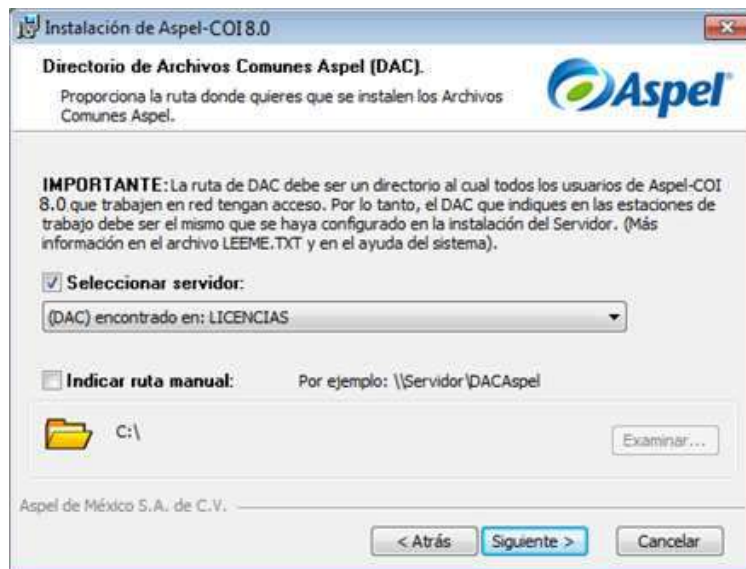 Instalación de Aspel-COI 8.0
Directorio de Archivos Comunes Aspel (DAC).
Proporciona la ruta donde quieres que se instalen los Archivos
Comunes Aspel.
Aspel
IMPORTANTE: La ruta de DAC debe ser un directorio al cual todos los usuarios de Aspel-COI
8.0 que trabajen en red tengan acceso. Por lo tanto, el DAC que indiques en las estaciones de
trabajo debe ser el mismo que se haya configurado en la instalación del Servidor. (Más
información en el archivo LEEME.TXT y en el ayuda del sistema).
Seleccionar servidor:
(DAC) encontrado en: LICENCIAS
Indicar ruta manual: Por ejemplo: \\Servidor\DACAspel
C:\
Examinar...
Aspel de México S.A. de C.V.
< Atrás Siguiente > Cancelar